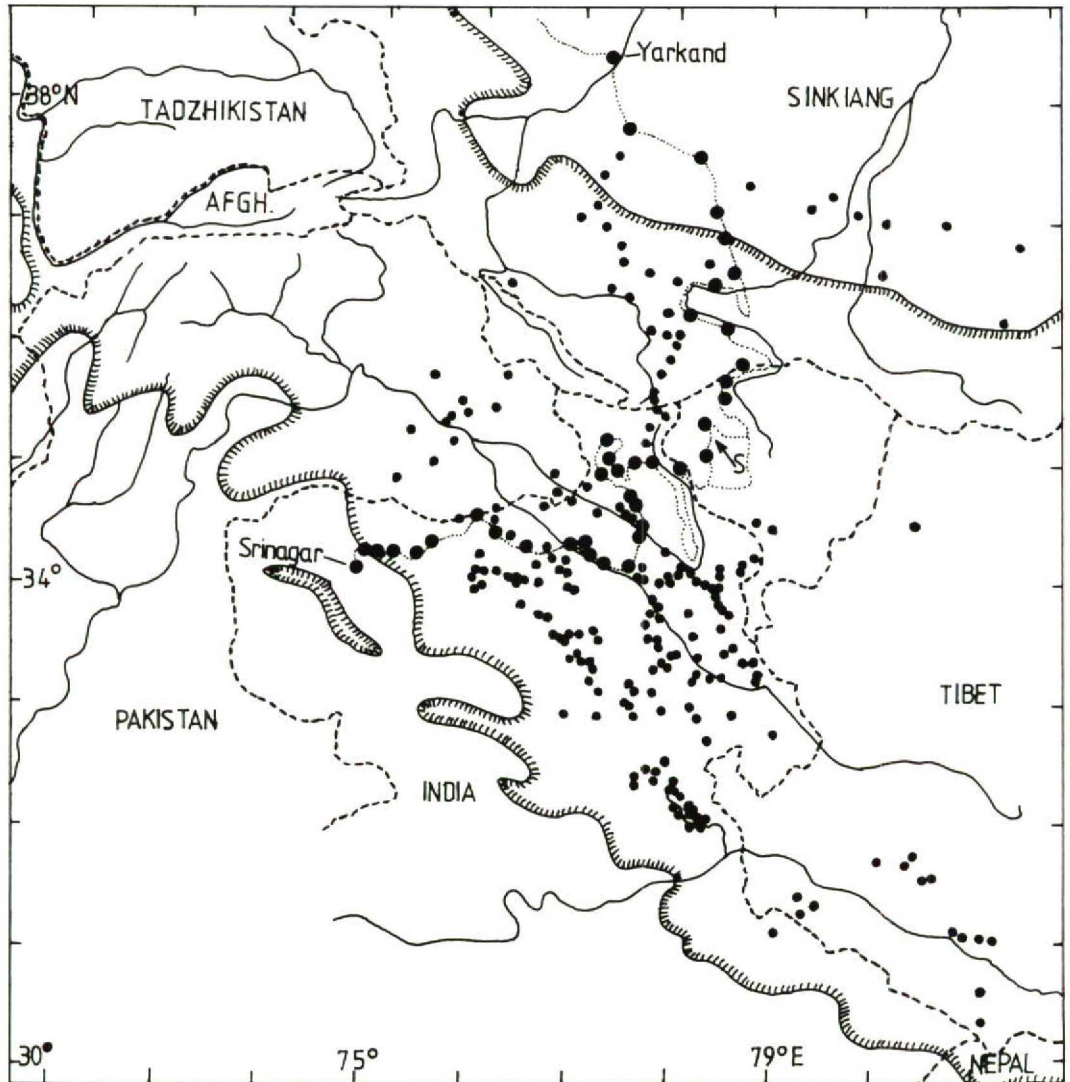 Yarkand
38°N
SINKIANG
TADZHIKISTAN
AFGH.
S
Srinagar
34°
TIBET
PAKISTAN
INDIA
30°
75°
79°E
NEPAL